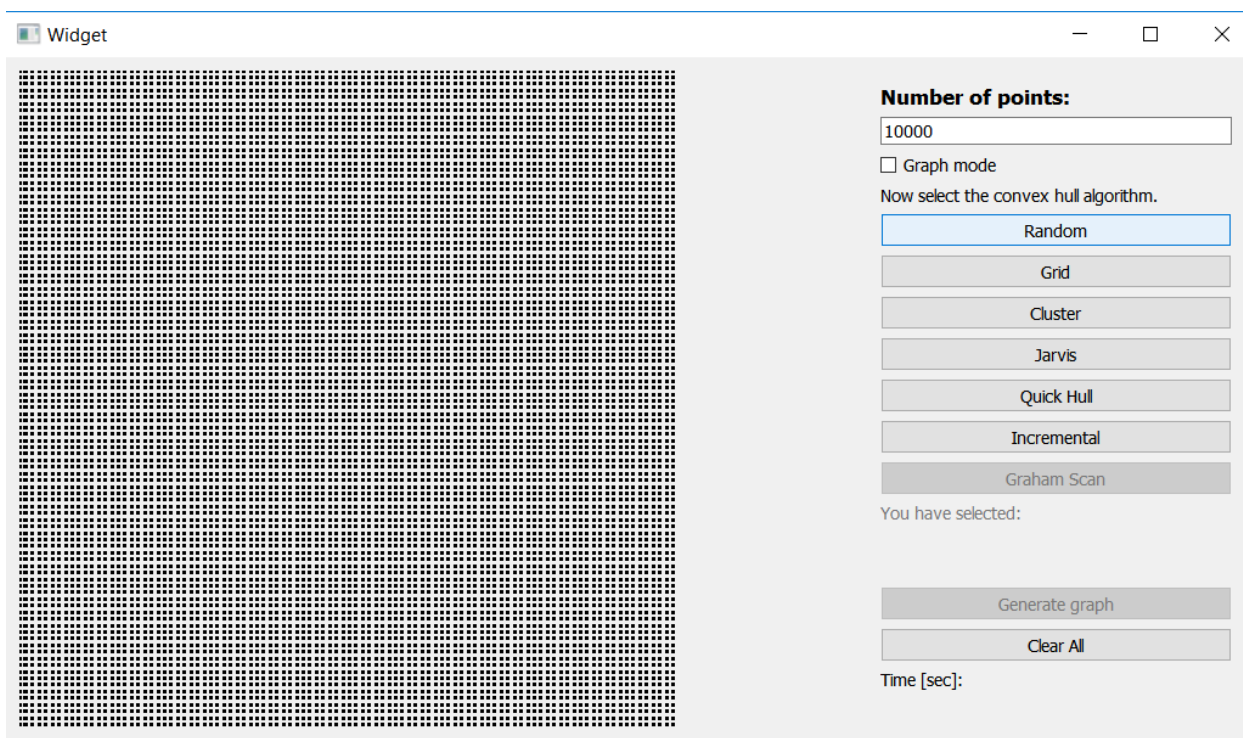 Widget
Number of points:
10000
Graph mode
Now select the convex hull algorithm.
Random
Grid
Cluster
Jarvis
Quick Hull
Incremental
Graham Scan
You have selected:
Generate graph
Clear All
Time [sec]: